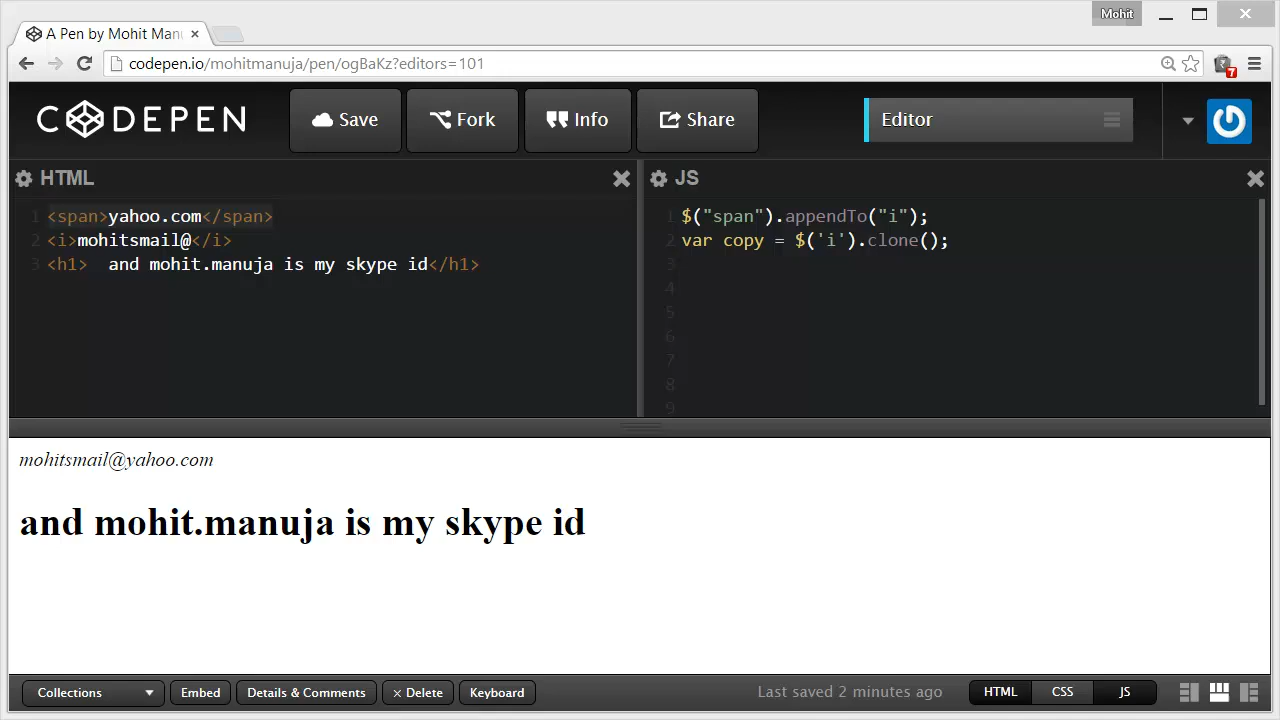 Mohit
A Pen by Mohit Man
codepen.io/mohitmanuja/pen/ogBaKz?editors=101
7
CODEPEN
Save
Fork
Info
Share
Editor
HTML
1 <span>yahoo.com</span>
2 <i>mohitsmail@</i>
3 <h1>  and mohit.manuja is my skype id</h1>
JS
1 $("span").appendTo("i");
2 var copy = $('i').clone();
3
4
5
6
7
8
9
mohitsmail@yahoo.com
and mohit.manuja is my skype id
Collections
Embed
Details & Comments
× Delete
Keyboard
Last saved 2 minutes ago
HTML
CSS
JS